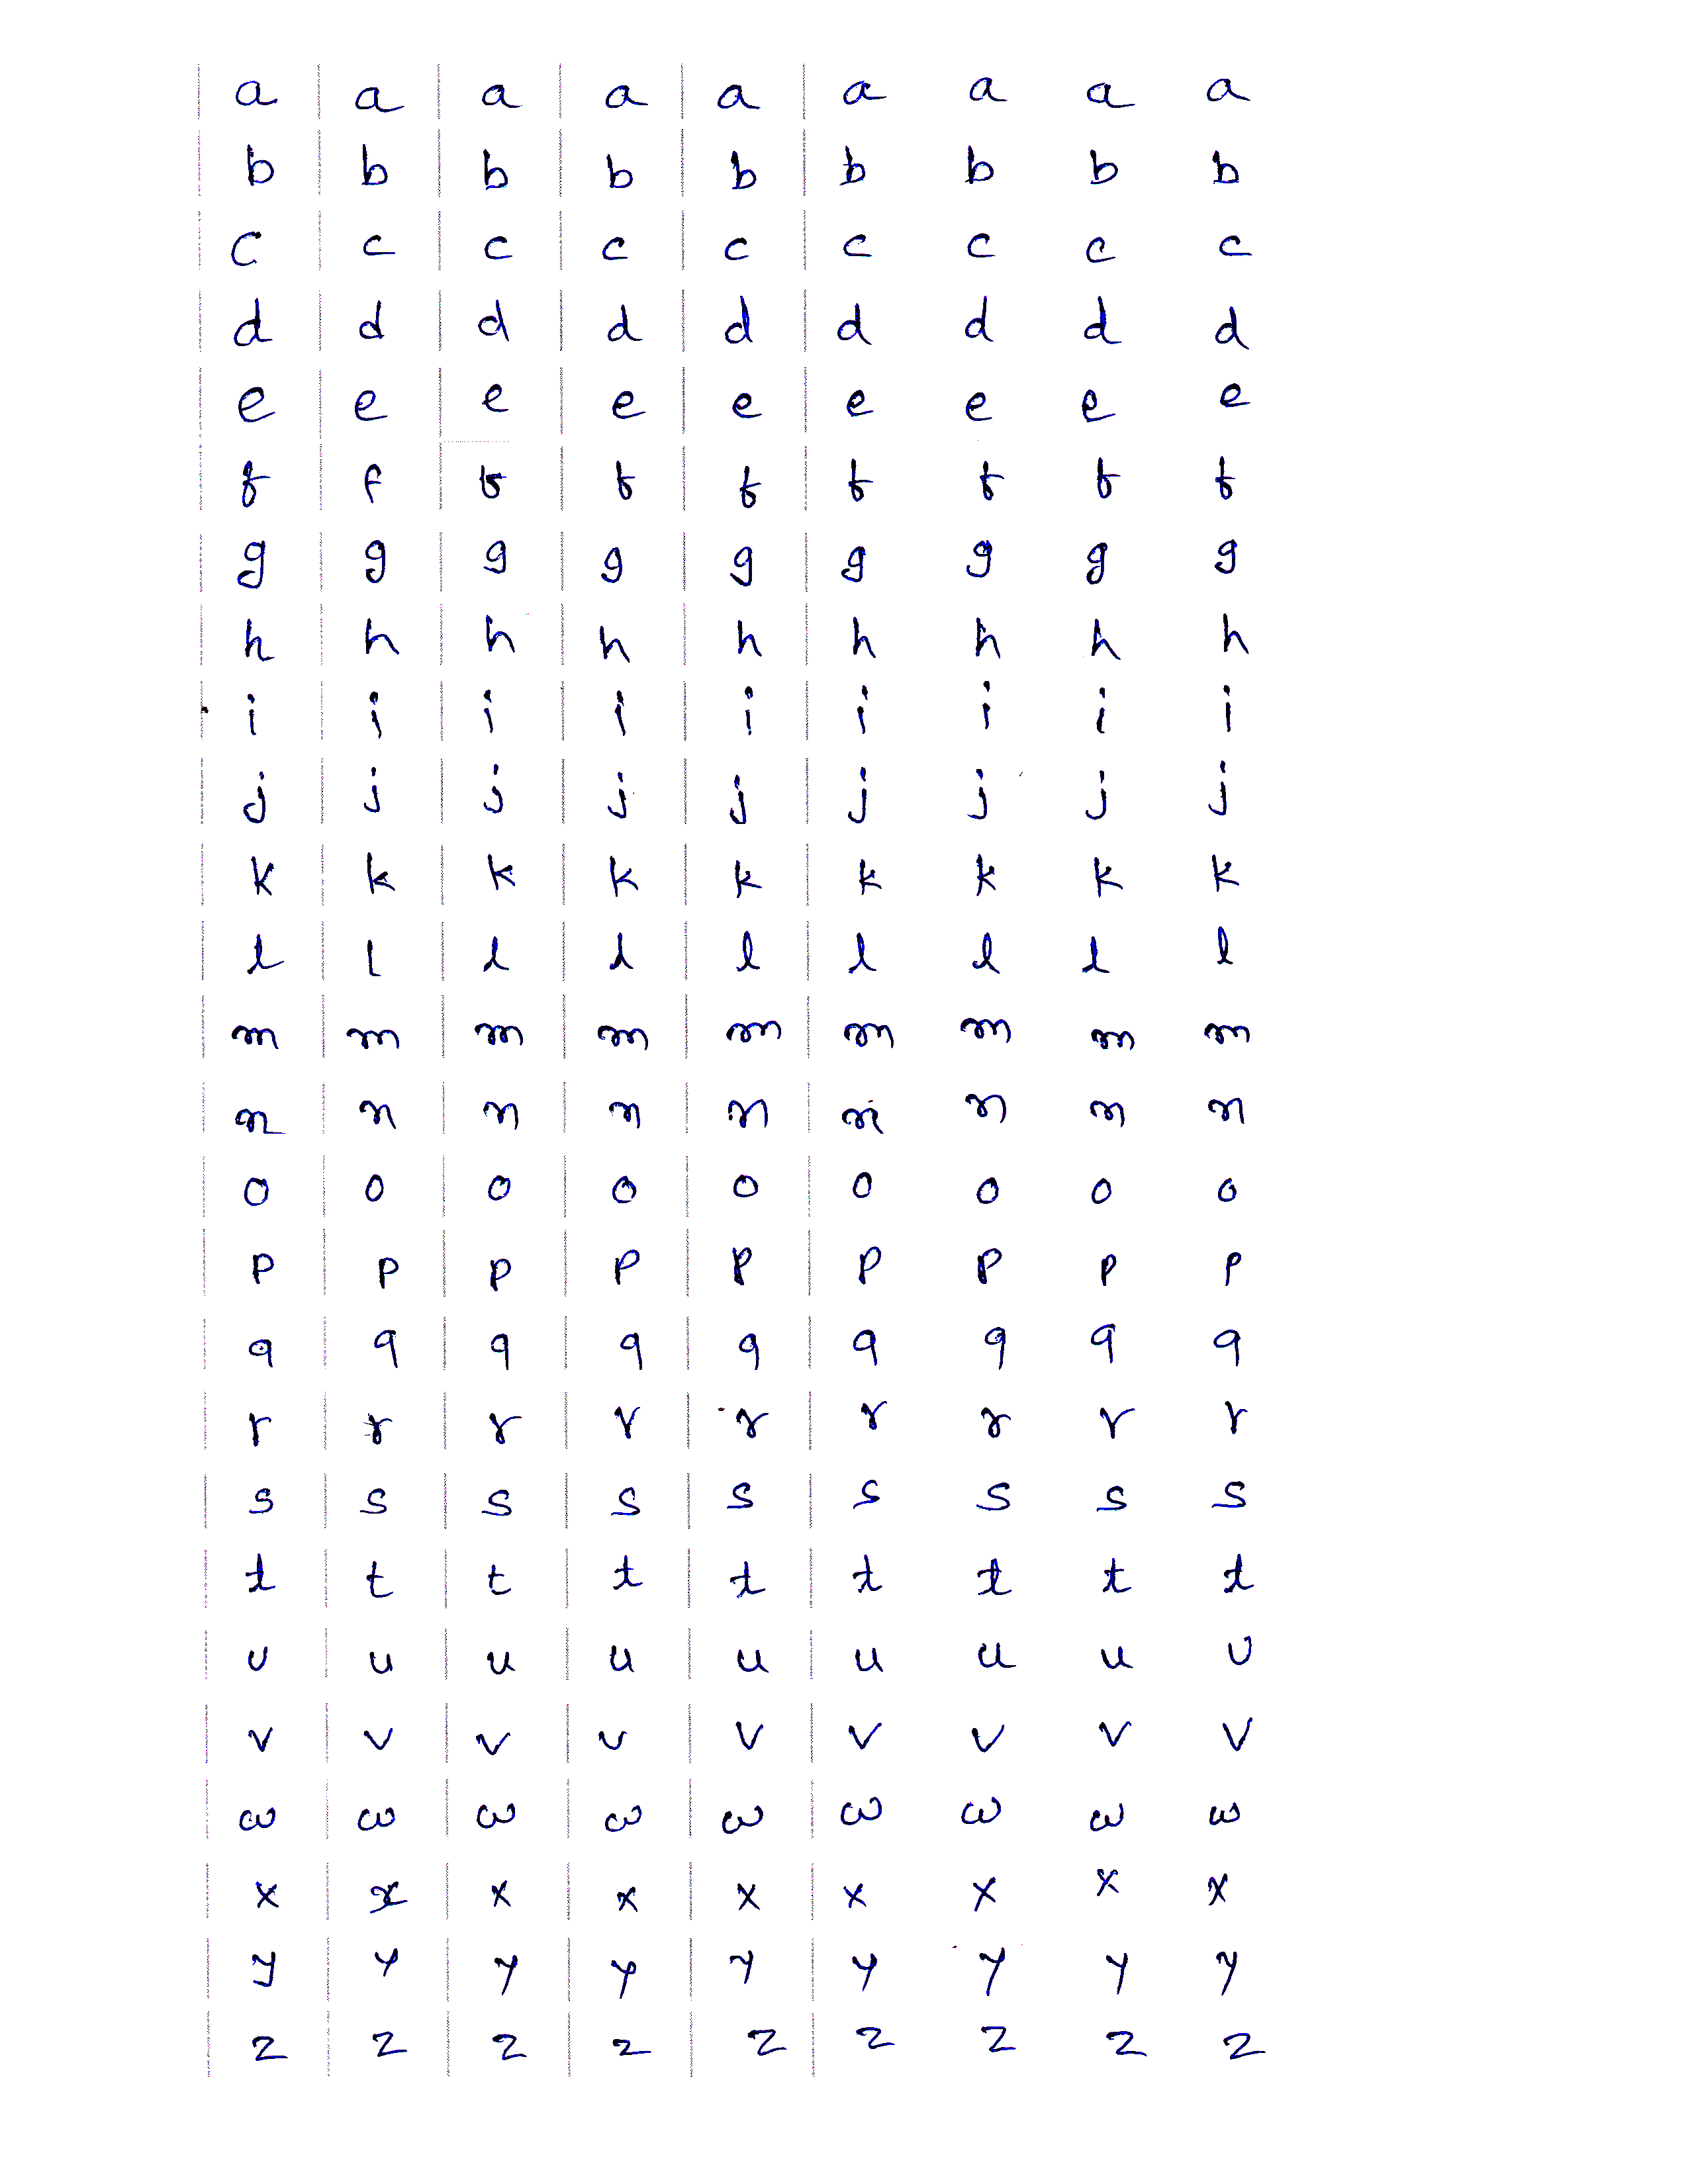 a a a a a a a a a
b b b b b b b b b
c c c c c c c c c
d d d d d d d d d
e e e e e e e e e
f f f f f f f f f
g g g g g g g g g
h h h h h h h h h
i i i i i i i i i
j j j j j j j j j
k k k k k k k k k
l l l l l l l l l
m m m m m m m m m
n n n n n n n n n
o o o o o o o o o
p p p p p p p p p
q q q q q q q q q
r r r r r r r r r
s s s s s s s s s
t t t t t t t t t
u u u u u u u u u
v v v v v v v v v
w w w w w w w w w
x x x x x x x x x
y y y y y y y y y
z z z z z z z z z